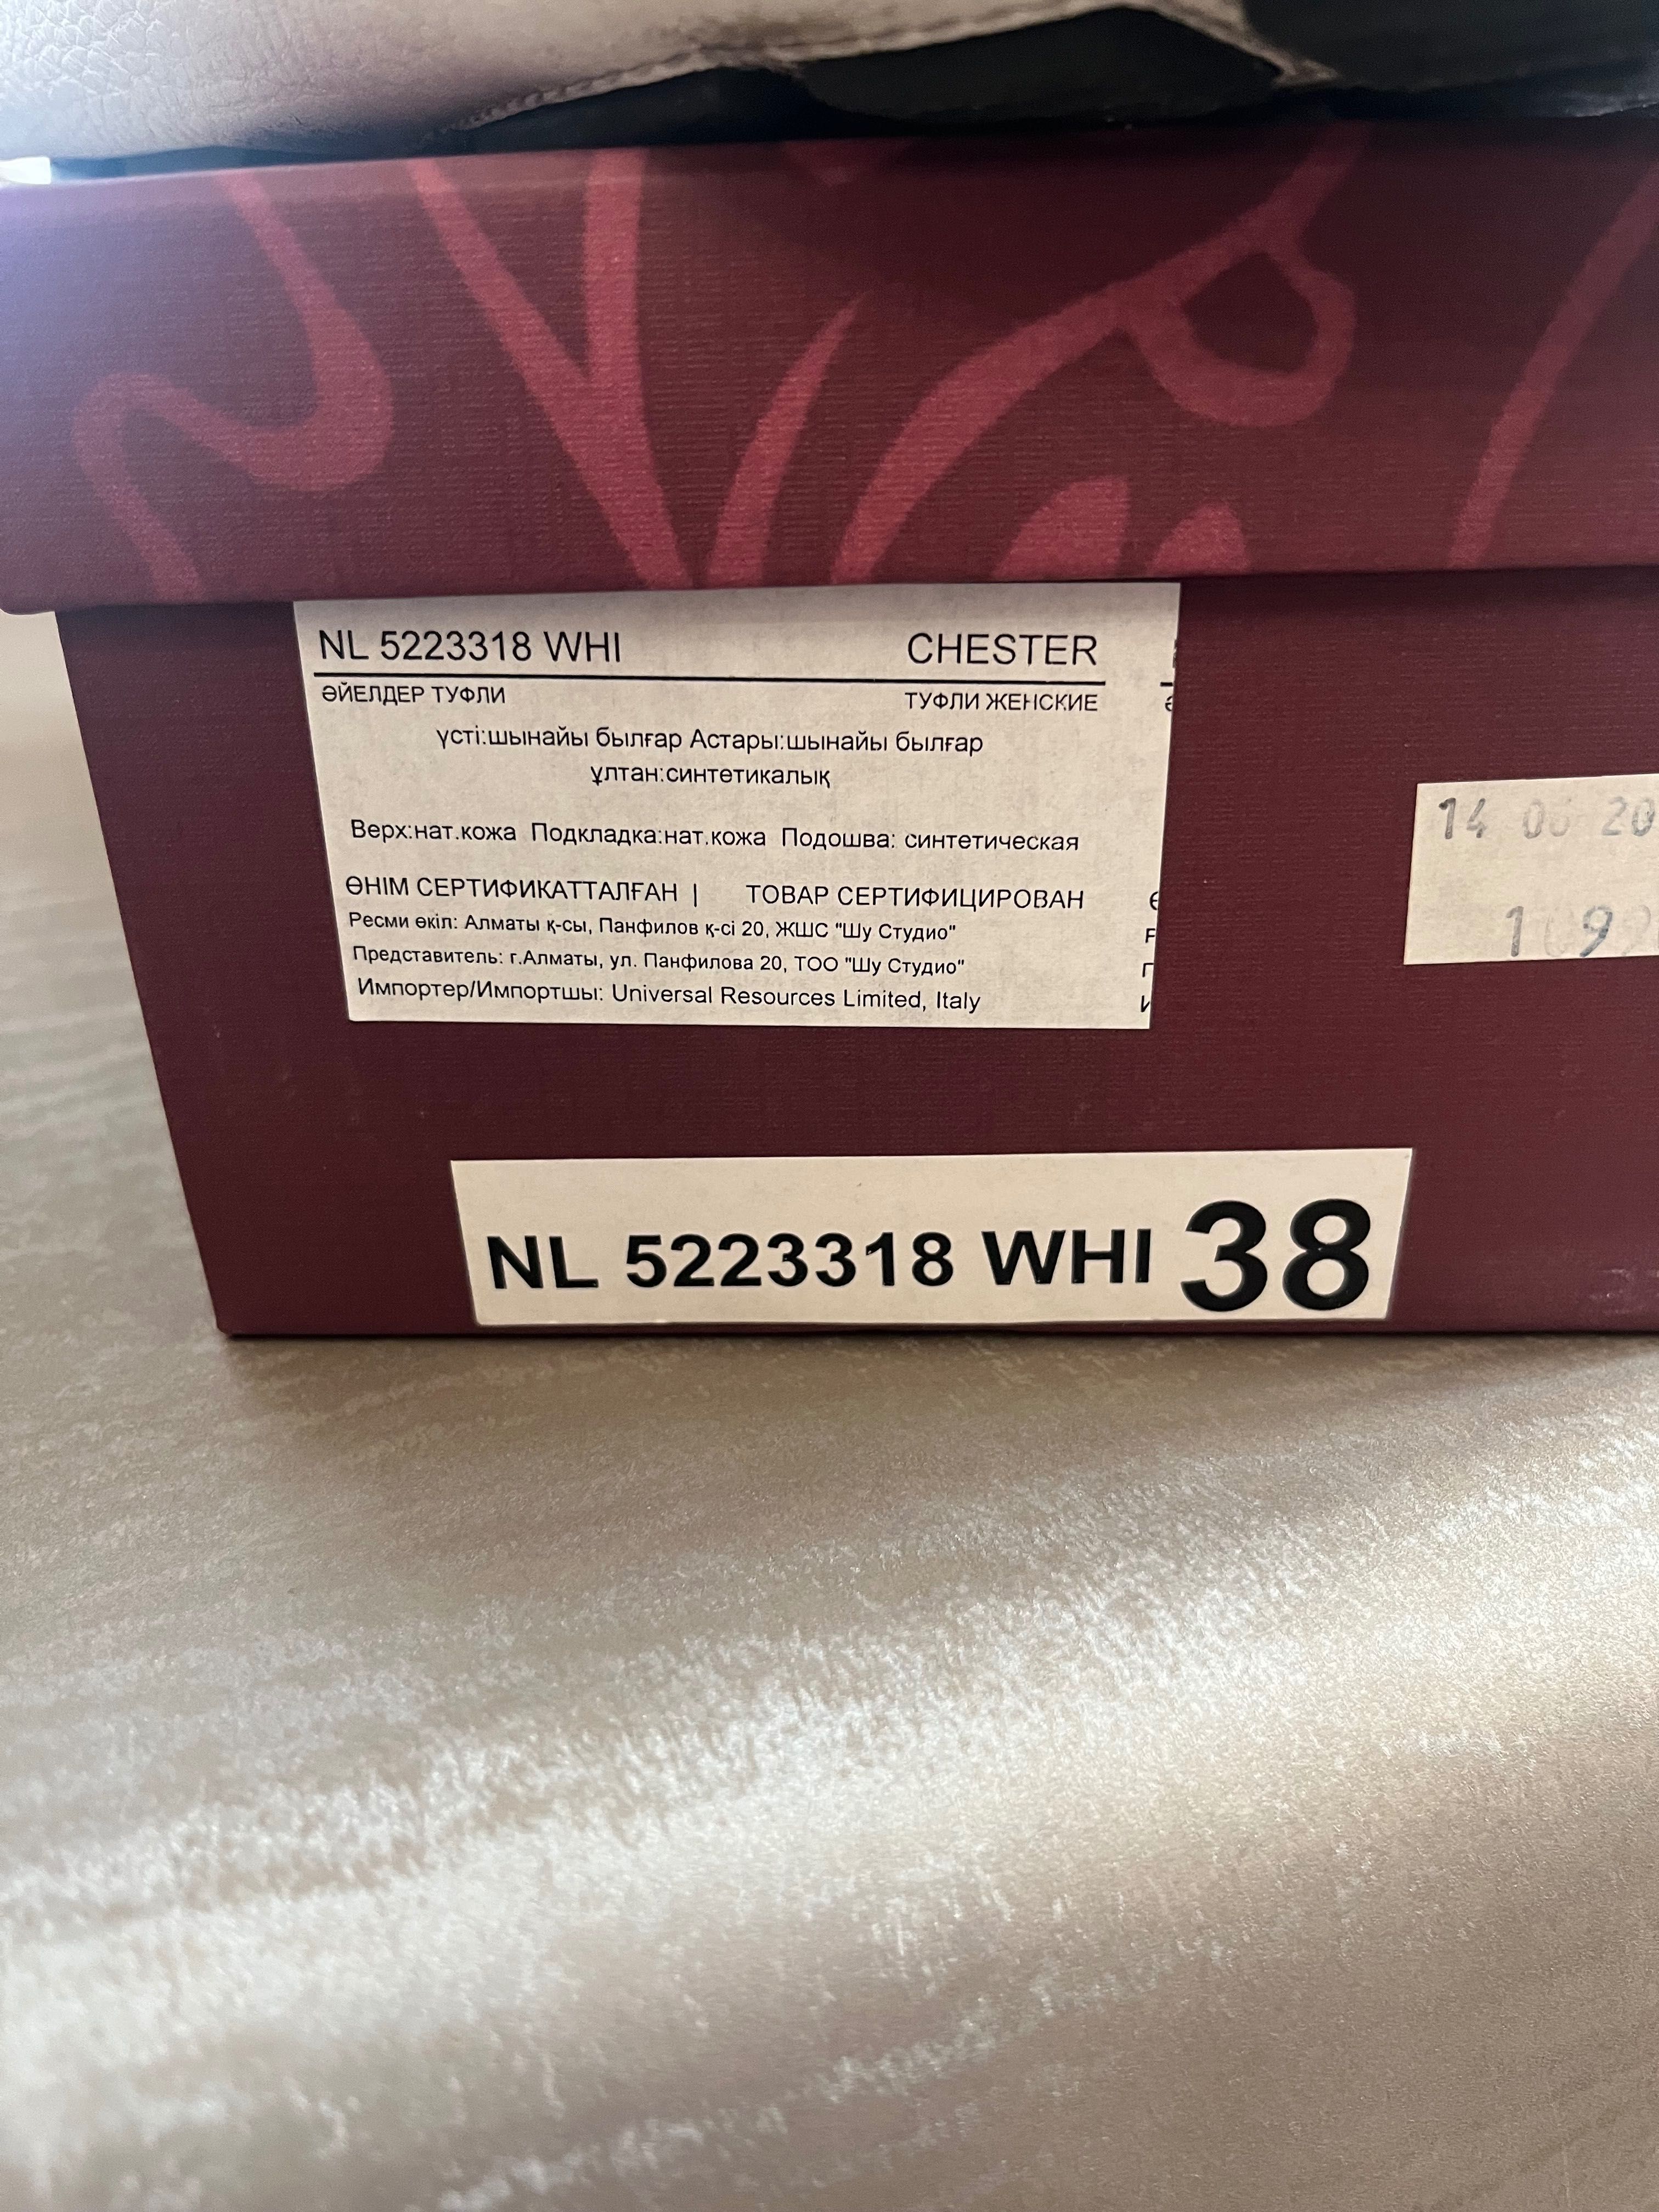 NL 5223318 WHI CHESTER
ӘЙЕЛДЕР ТУФЛИ ТУФЛИ ЖЕНСКИЕ
үсті:шынайы былғар Астары:шынайы былғар
ұлтан:синтетикалық
Верх:нат.кожа Подкладка:нат.кожа Подошва: синтетическая
ӨНІМ СЕРТИФИКАТТАЛҒАН | ТОВАР СЕРТИФИЦИРОВАН
Ресми өкіл: Алматы қ-сы, Панфилов қ-сі 20, ЖШС "Шу Студио"
Представитель: г.Алматы, ул. Панфилова 20, ТОО "Шу Студио"
Импортер/Импортшы: Universal Resources Limited, Italy
14 06 20
NL 5223318 WHI 38